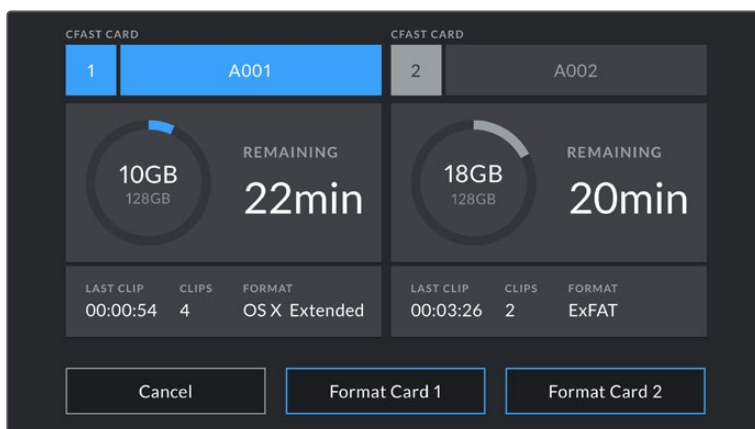 CFAST CARD
1 A001
10GB
128GB
REMAINING
22min
LAST CLIP CLIPS FORMAT
00:00:54 4 OS X Extended
CFAST CARD
2 A002
18GB
128GB
REMAINING
20min
LAST CLIP CLIPS FORMAT
00:03:26 2 ExFAT
Cancel Format Card 1 Format Card 2